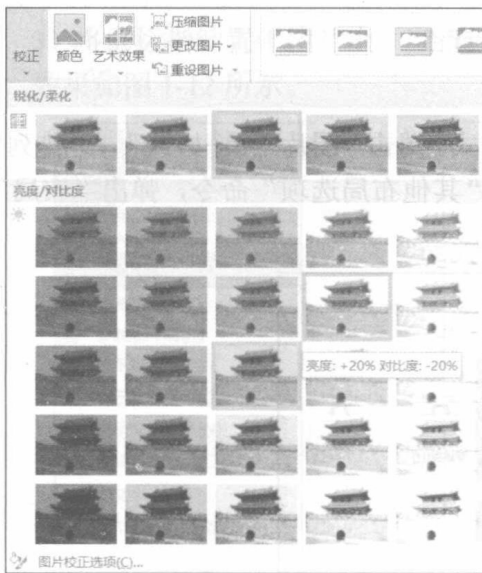 校正
颜色
艺术效果
压缩图片
更改图片
重设图片
锐化/柔化
亮度/对比度
亮度: +20% 对比度: -20%
图片校正选项(C)...